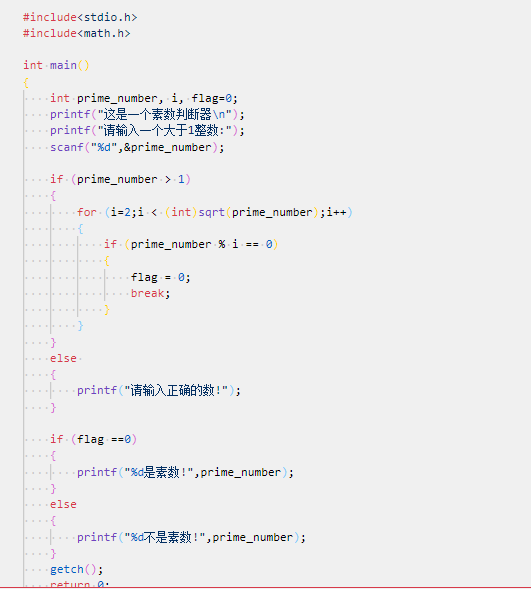 #include<stdio.h>
#include<math.h>
int main()
{
int prime_number, i, flag=0;
printf("这是一个素数判断器\n");
printf("请输入一个大于1整数:");
scanf("%d",&prime_number);
if (prime_number > 1)
{
for (i=2;i < (int)sqrt(prime_number);i++)
{
if (prime_number % i == 0)
{
flag = 0;
break;
}
}
}
else
{
printf("请输入正确的数!");
}
if (flag ==0)
{
printf("%d是素数!",prime_number);
}
else
{
printf("%d不是素数!",prime_number);
}
getch();
return 0;